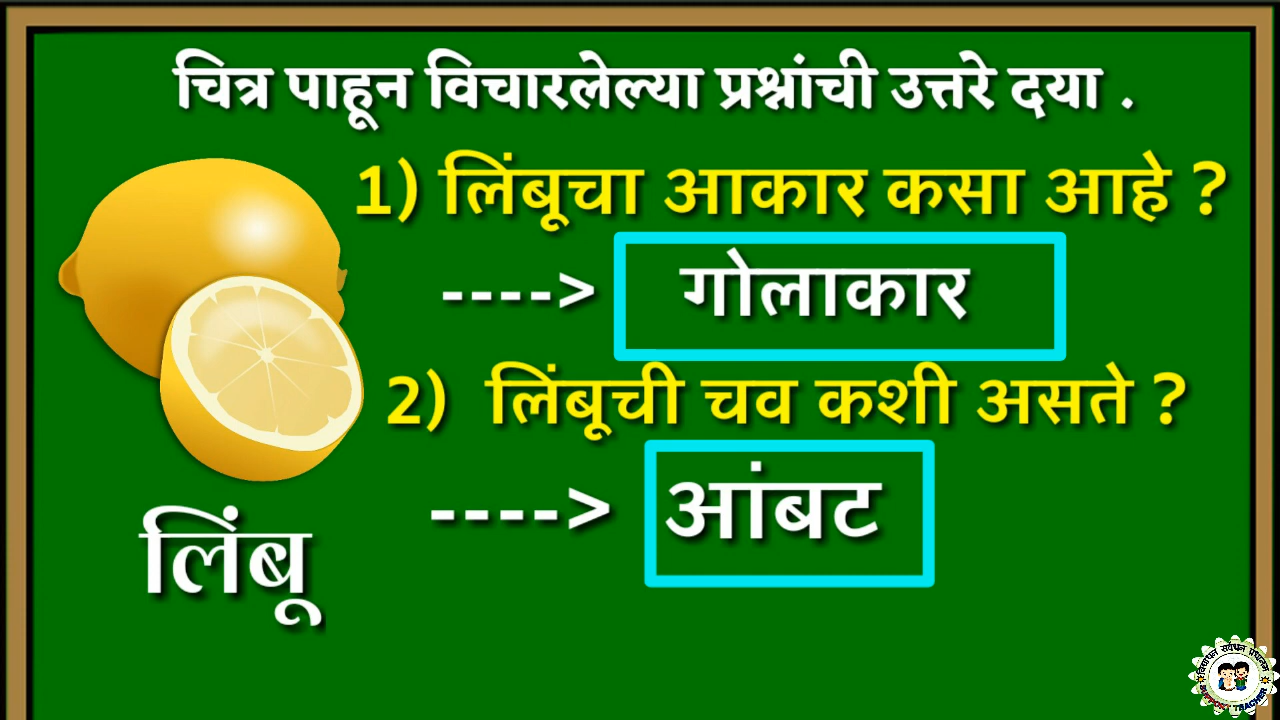 चित्र पाहून विचारलेल्या प्रश्नांची उत्तरे दया .
1) लिंबूचा आकार कसा आहे ?
----> गोलाकार
2) लिंबूची चव कशी असते ?
----> आंबट
लिंबू